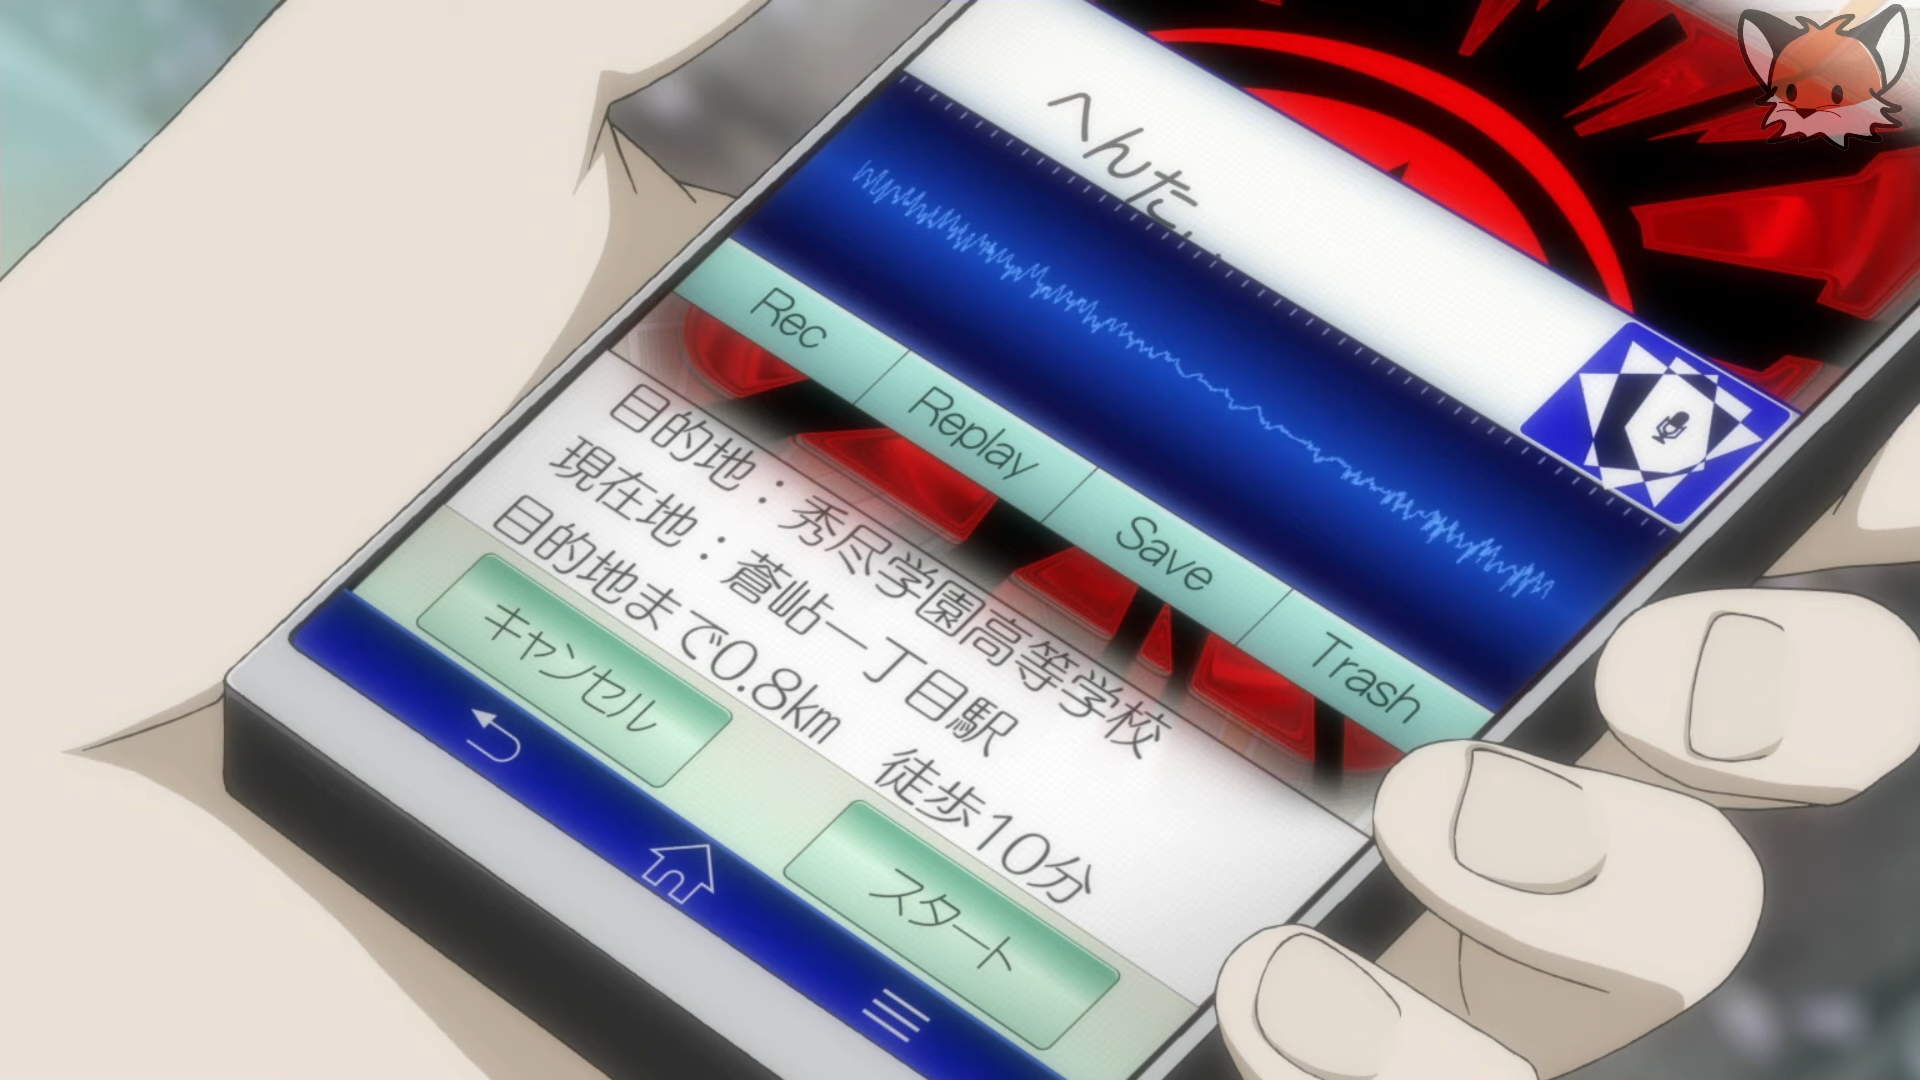 へんたい
Rec
Replay
Save
Trash
目的地：秀尽学園高等学校
現在地：蒼山一丁目駅
目的地まで0.8km 徒歩10分
キャンセル
スタート